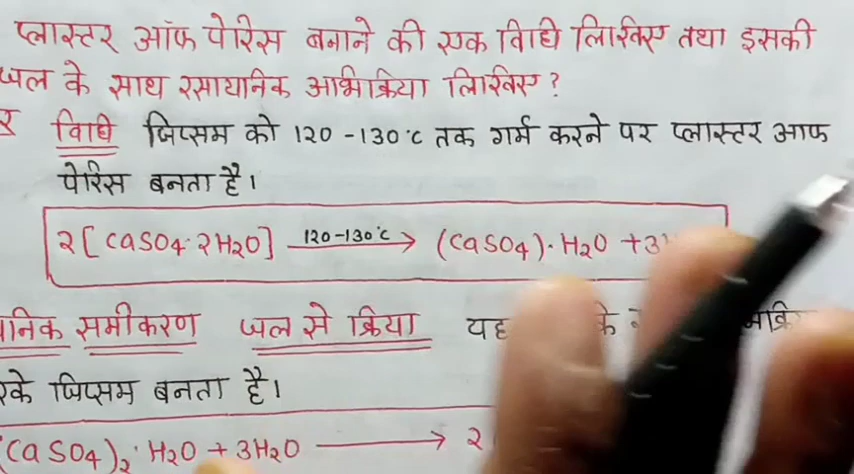 प्लास्टर ऑफ पेरिस बनाने की एक विधि लिखिए तथा इसकी
जल के साथ रसायनिक अभिक्रिया लिखिए?
विधि जिप्सम को 120-130°C तक गर्म करने पर प्लास्टर आफ
पेरिस बनता है।
2[CaSO4·2H2O] 120-130°C → (CaSO4)·H2O +3
समीकरण जल से क्रिया यह
जिप्सम बनता है।
(CaSO4)2·H2O + 3H2O → 2